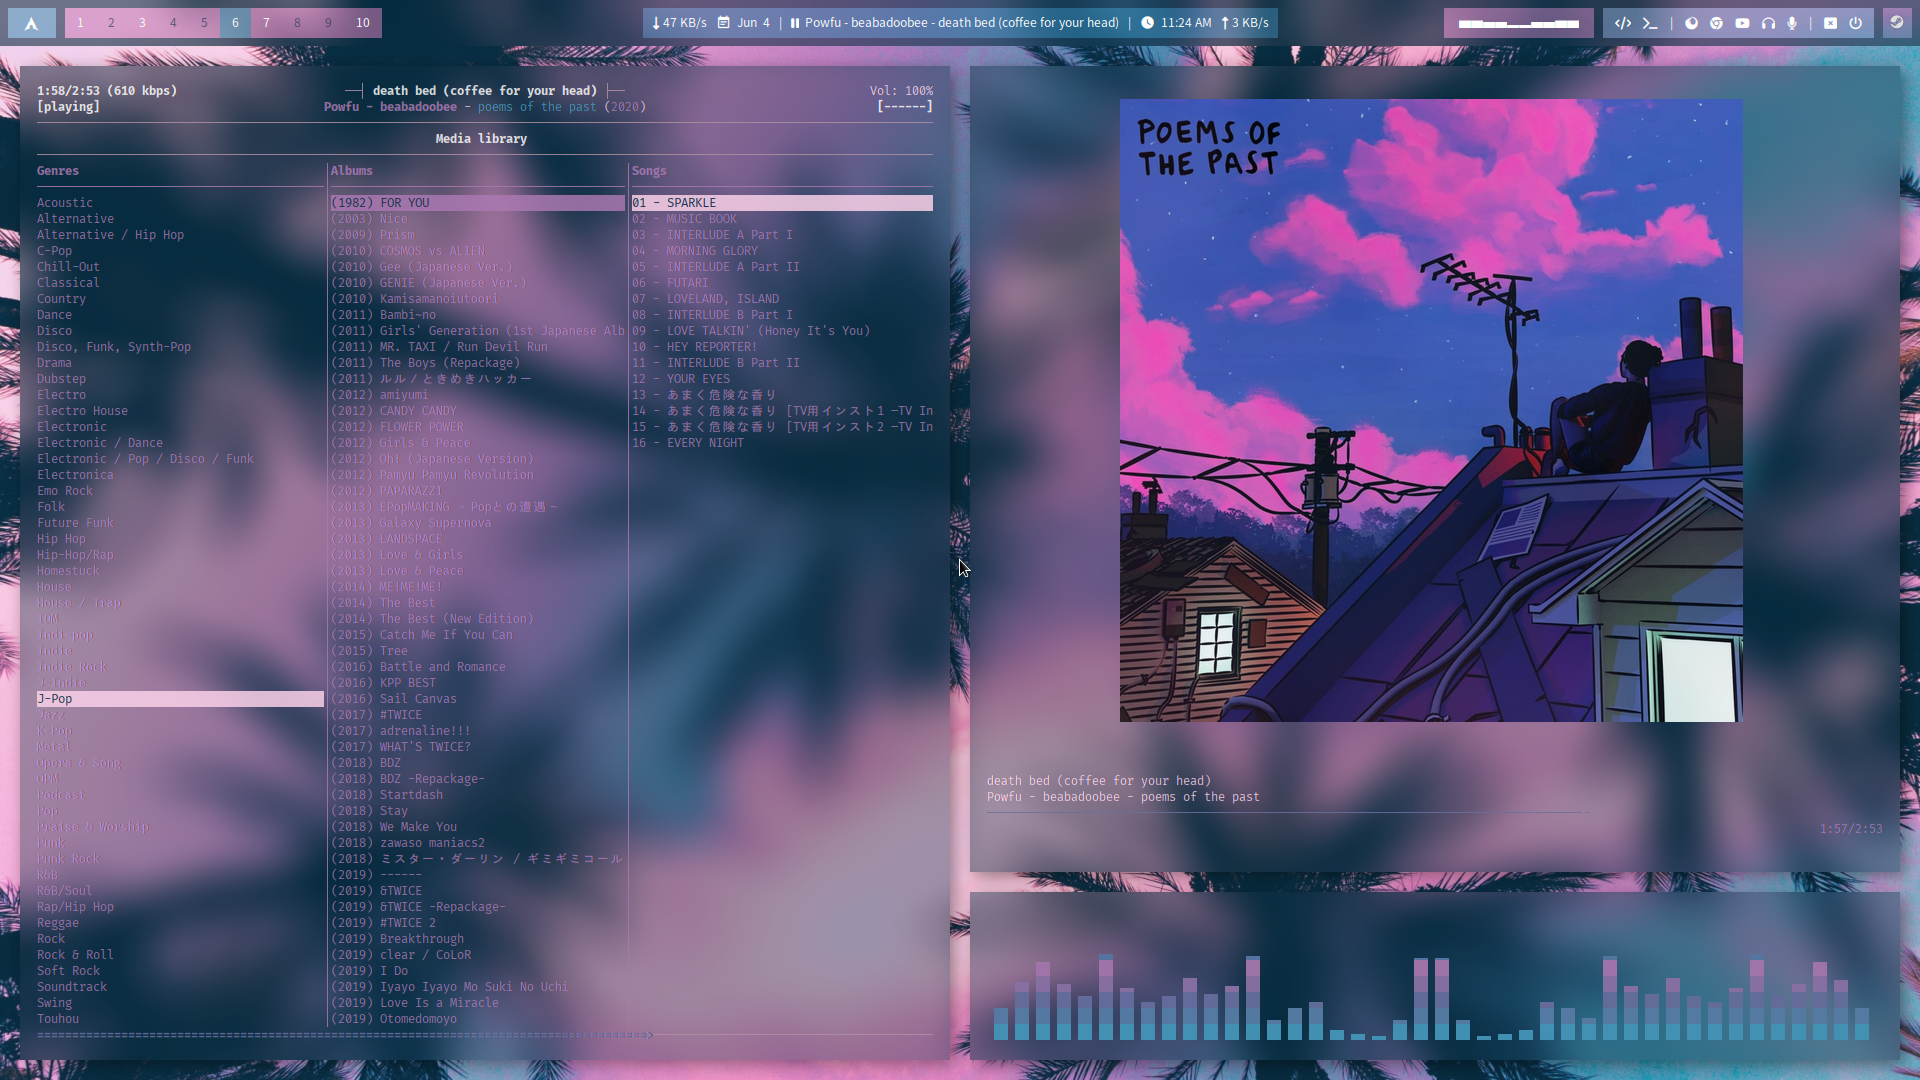 1 2 3 4 5 6 7 8 9 10
47 KB/s Jun 4 | Powfu - beabadoobee - death bed (coffee for your head) | 11:24 AM 3 KB/s
1:58/2:53 (610 kbps) death bed (coffee for your head) Vol: 100%
[playing] Powfu - beabadoobee - poems of the past (2020) [------]
Media library
Genres
Acoustic
Alternative
Alternative / Hip Hop
C-Pop
Chill-Out
Classical
Country
Dance
Disco
Disco, Funk, Synth-Pop
Drama
Dubstep
Electro
Electro House
Electronic
Electronic / Dance
Electronic / Pop / Disco / Funk
Electronica
Emo Rock
Folk
Future Funk
Hip Hop
Hip-Hop/Rap
Homestuck
House
House / Trap
IDM
Indi pop
Indie
Indie Rock
J-Indie
J-Pop
Jazz
K-Pop
Metal
Opera & Song
OPM
Podcast
Pop
Praise & Worship
Punk
Punk Rock
R&B
R&B/Soul
Rap/Hip Hop
Reggae
Rock
Rock & Roll
Soft Rock
Soundtrack
Swing
Touhou
Albums
(1982) FOR YOU
(2003) Nice
(2009) Prism
(2010) COSMOS vs ALIEN
(2010) Gee (Japanese Ver.)
(2010) GENIE (Japanese Ver.)
(2010) Kamisamanoiutoori
(2011) Bambi~no
(2011) Girls' Generation (1st Japanese Alb
(2011) MR. TAXI / Run Devil Run
(2011) The Boys (Repackage)
(2011) ルル / ときめきハッカー
(2012) amiyumi
(2012) CANDY CANDY
(2012) FLOWER POWER
(2012) Girls & Peace
(2012) Oh! (Japanese Version)
(2012) Pamyu Pamyu Revolution
(2012) PAPARAZZI
(2013) EPopMAKING ~ Popとの遭遇 ~
(2013) Galaxy Supernova
(2013) LANDSPACE
(2013) Love & Girls
(2013) Love & Peace
(2014) ME!ME!ME!
(2014) The Best
(2014) The Best (New Edition)
(2015) Catch Me If You Can
(2015) Tree
(2016) Battle and Romance
(2016) KPP BEST
(2016) Sail Canvas
(2017) #TWICE
(2017) adrenaline!!!
(2017) WHAT'S TWICE?
(2018) BDZ
(2018) BDZ -Repackage-
(2018) Startdash
(2018) Stay
(2018) We Make You
(2018) zawaso maniacs2
(2018) ミスター・ダーリン / ギミギミコール
(2019) ------
(2019) &TWICE
(2019) &TWICE -Repackage-
(2019) #TWICE 2
(2019) Breakthrough
(2019) clear / CoLoR
(2019) I Do
(2019) Iyayo Iyayo Mo Suki No Uchi
(2019) Love Is a Miracle
(2019) Otomedomoyo
Songs
01 - SPARKLE
02 - MUSIC BOOK
03 - INTERLUDE A Part I
04 - MORNING GLORY
05 - INTERLUDE A Part II
06 - FUTARI
07 - LOVELAND, ISLAND
08 - INTERLUDE B Part I
09 - LOVE TALKIN' (Honey It's You)
10 - HEY REPORTER!
11 - INTERLUDE B Part II
12 - YOUR EYES
13 - あまく危険な香り
14 - あまく危険な香り [TV用インスト1 -TV In
15 - あまく危険な香り [TV用インスト2 -TV In
16 - EVERY NIGHT
POEMS OF
THE PAST
death bed (coffee for your head)
Powfu - beabadoobee - poems of the past
1:57/2:53